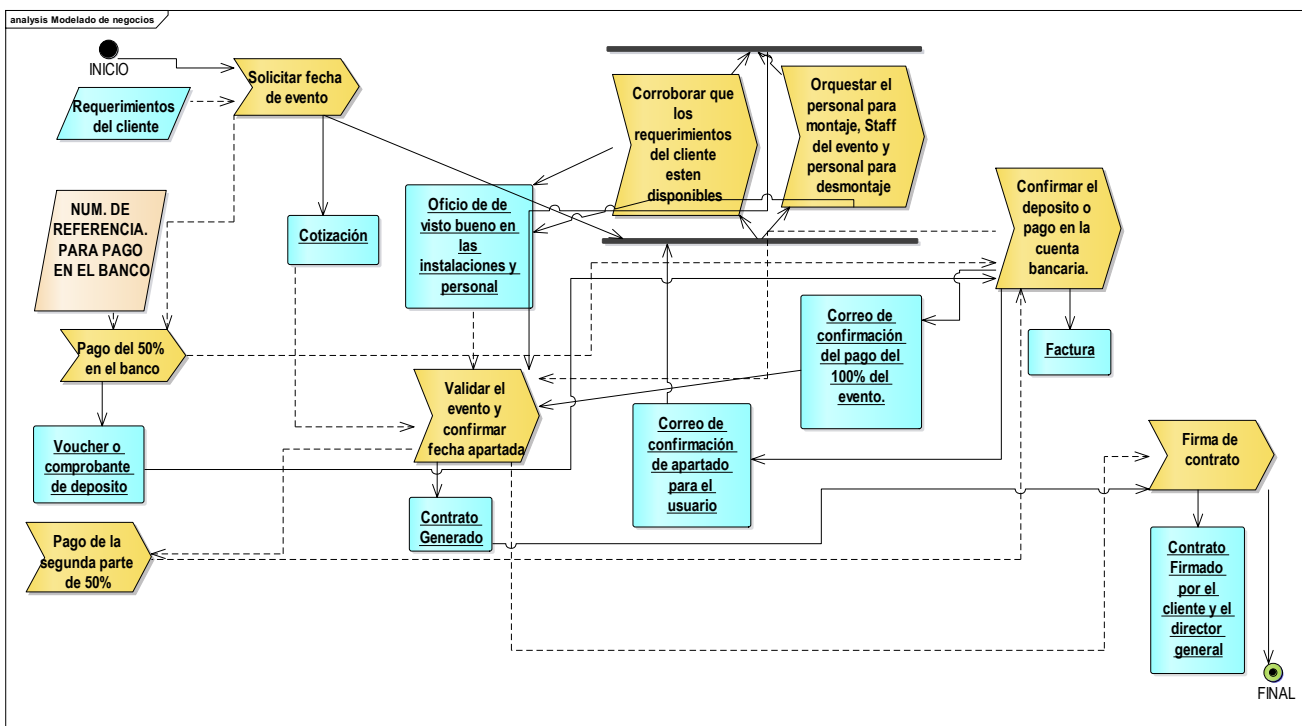 analysis Modelado de negocios
INICIO
Solicitar fecha
de evento
Requerimientos
del cliente
Corroborar que
los
requerimientos
del cliente
esten
disponibles
Orquestar el
personal para
montaje, Staff
del evento y
personal para
desmontaje
Confirmar el
deposito o
pago en la
cuenta
bancaria.
NUM. DE
REFERENCIA.
PARA PAGO
EN EL BANCO
Cotización
Oficio de de
visto bueno en
las
instalaciones y
personal
Pago del 50%
en el banco
Correo de
confirmación
del pago del
100% del
evento.
Factura
Validar el
evento y
confirmar
fecha apartada
Correo de
confirmación
de apartado
para el
usuario
Voucher o
comprobante
de deposito
Firma de
contrato
Contrato
Generado
Pago de la
segunda parte
de 50%
Contrato
Firmado
por el
cliente y el
director
general
FINAL